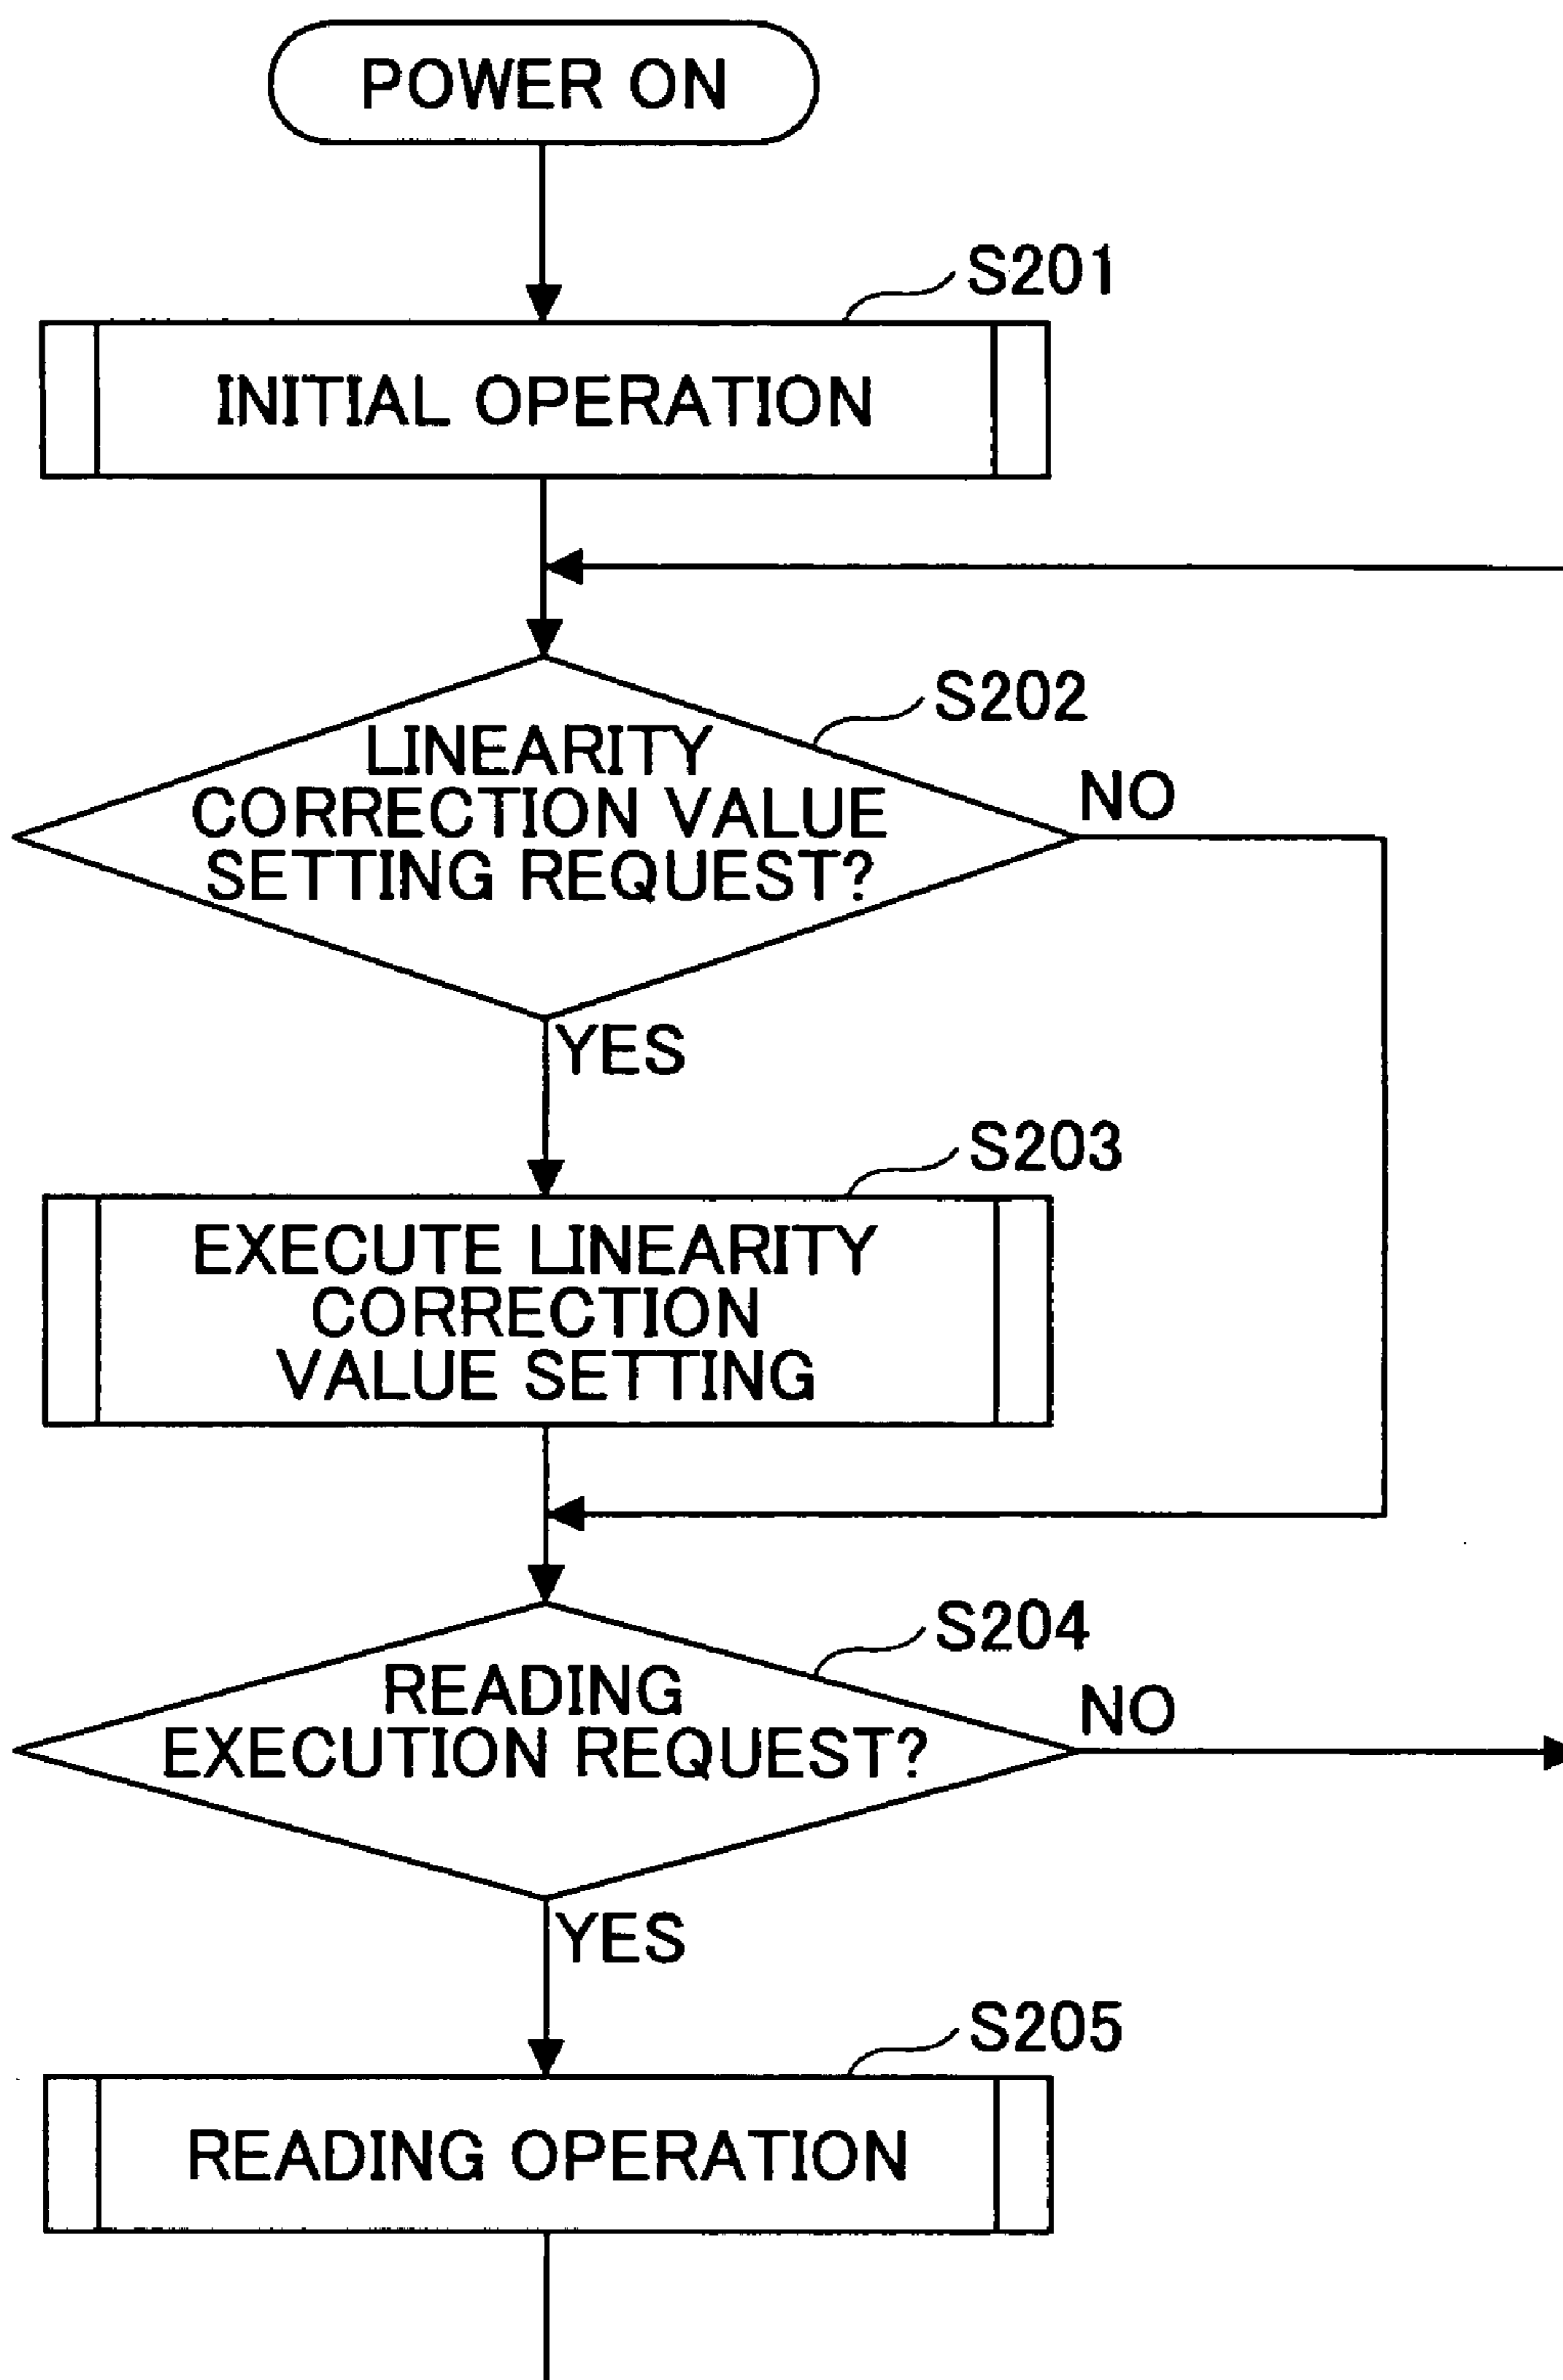 POWER ON
S201
INITIAL OPERATION
S202
LINEARITY
CORRECTION VALUE
SETTING REQUEST?
NO
YES
S203
EXECUTE LINEARITY
CORRECTION
VALUE SETTING
S204
READING
EXECUTION REQUEST?
NO
YES
S205
READING OPERATION